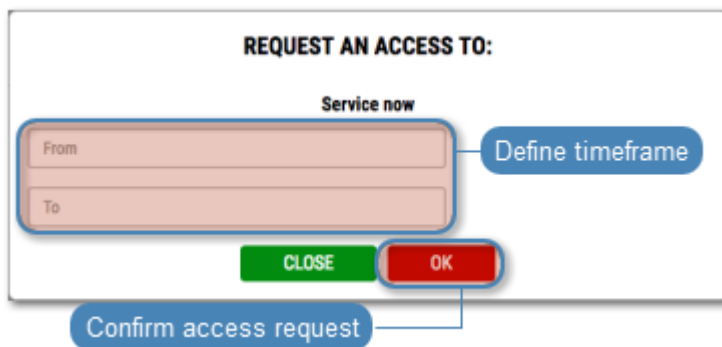 REQUEST AN ACCESS TO:
Service now
From
Define timeframe
To
CLOSE
OK
Confirm access request